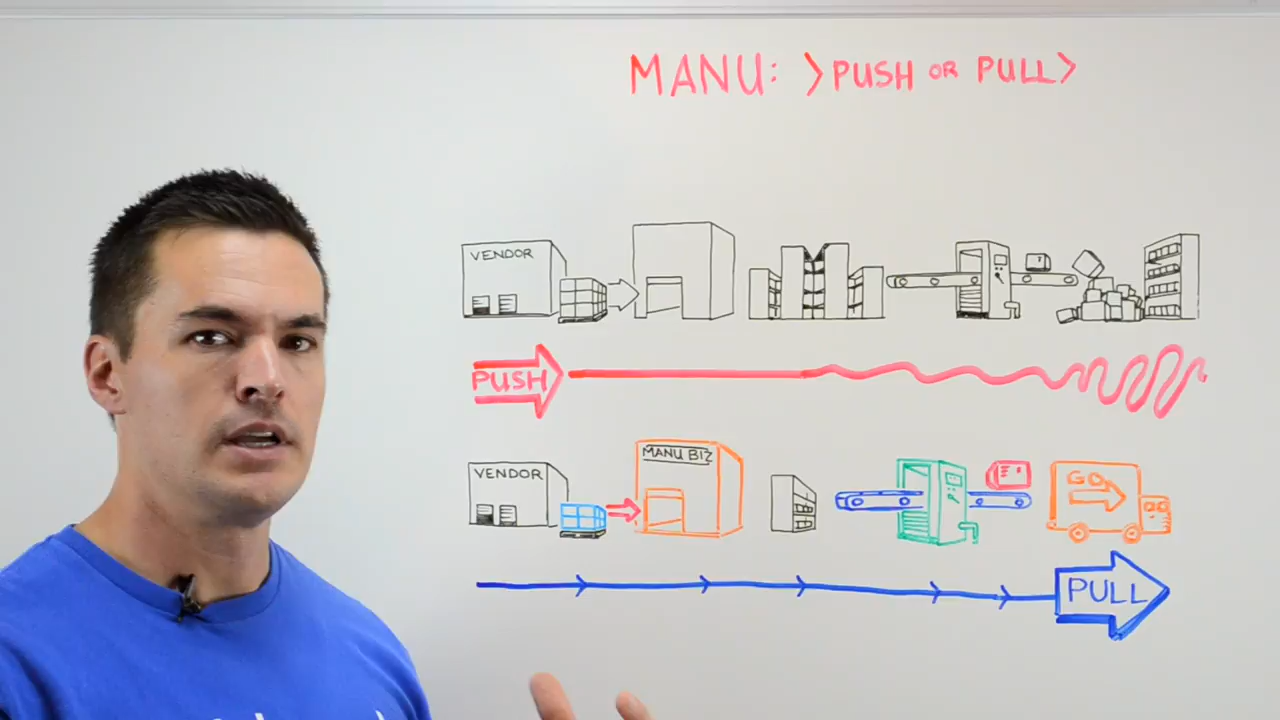 MANU: >PUSH OR PULL>
VENDOR
PUSH
VENDOR
MANU BIZ
GO
PULL